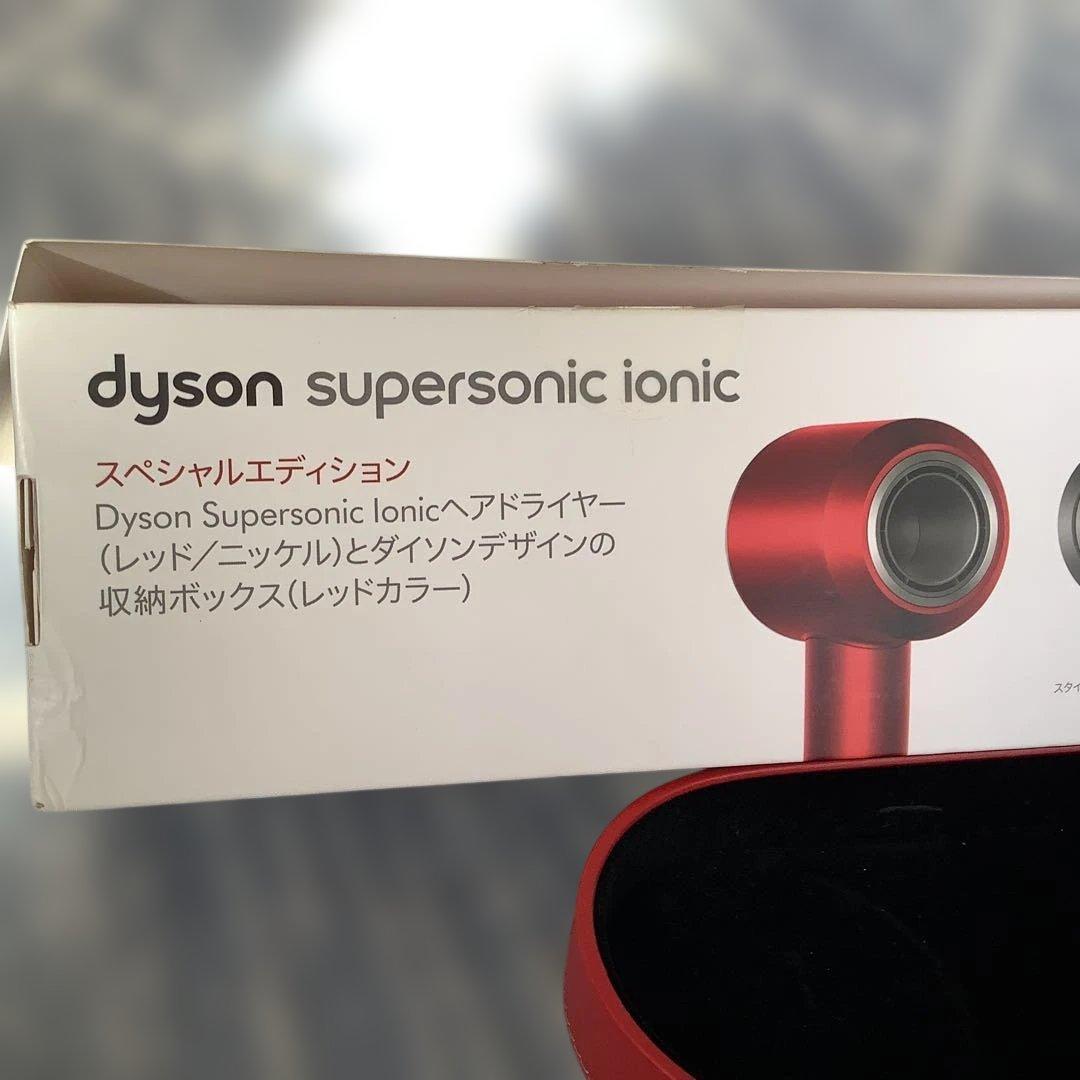 dyson supersonic ionic
スペシャルエディション
Dyson Supersonic Ionicヘアドライヤー
(レッド/ニッケル)とダイソンデザインの
収納ボックス(レッドカラー)
スタイ